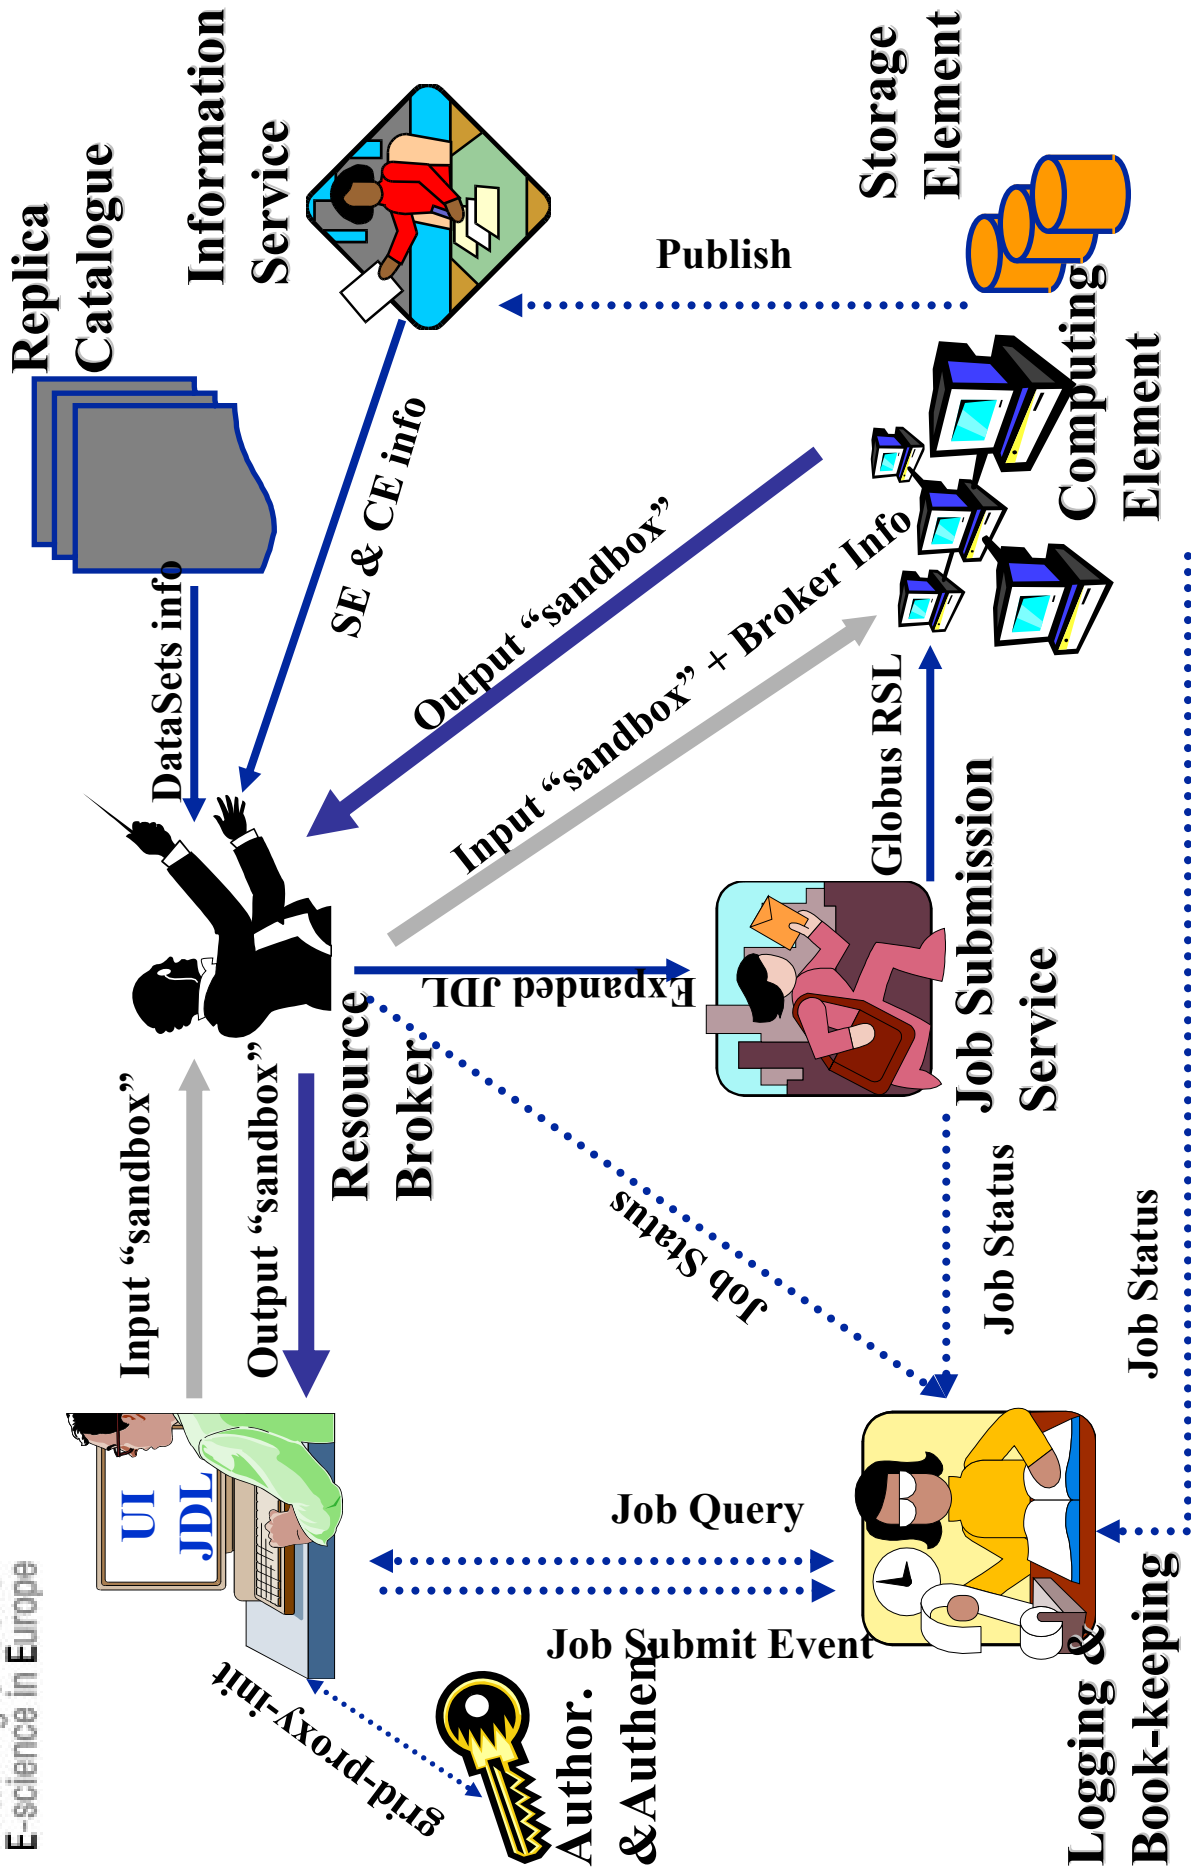 E-science in Europe
UI
JDL
Input “sandbox”
Output “sandbox”
Resource
Broker
DataSets info
Replica
Catalogue
Information
Service
SE & CE info
Publish
Storage
Element
Computing
Element
Output “sandbox”
Input “sandbox” + Broker Info
Expanded JDL
Globus RSL
Job Submission
Service
Job Status
Job Status
Job Status
Job Query
Job Submit Event
grid-proxy-init
Author.
&Authen.
Logging &
Book-keeping